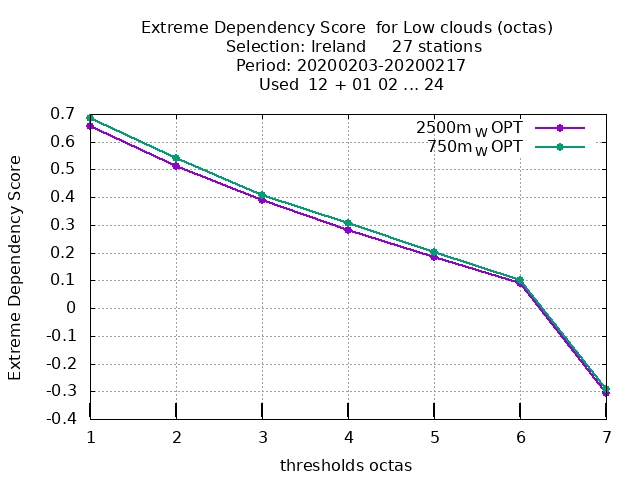 Extreme Dependency Score  for Low clouds (octas)
Selection: Ireland     27 stations
Period: 20200203-20200217
Used  12 + 01 02 ... 24
2500m W OPT
750m W OPT
0.7
0.6
0.5
0.4
0.3
0.2
0.1
0
-0.1
-0.2
-0.3
-0.4
Extreme Dependency Score
1 2 3 4 5 6 7
thresholds octas